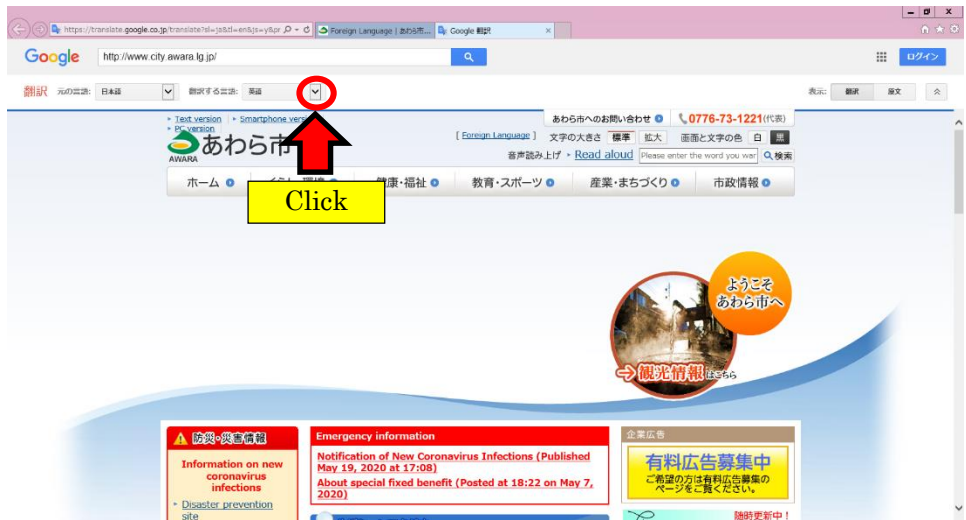 https://translate.google.co.jp/translate?sl=ja&tl=en&js=y&pr
Foreign Language | あわら市...
Google 翻訳
×
Google
http://www.city.awara.lg.jp/
ログイン
翻訳
元の言語: 日本語
翻訳する言語: 英語
表示: 翻訳 原文
Text version
Smartphone
PC version
あわら市
AWARA
[ Foreign Language ]
あわら市へのお問い合わせ
0776-73-1221(代表)
文字の大きさ 標準 拡大 画面と文字の色 白 黒
音声読み上げ Read aloud Please enter the word you war 検索
ホーム
健康・福祉
教育・スポーツ
産業・まちづくり
市政情報
Click
ようこそ
あわら市へ
観光情報はこちら
防災・災害情報
Information on new
coronavirus
infections
Disaster prevention
site
Emergency information
Notification of New Coronavirus Infections (Published
May 19, 2020 at 17:08)
About special fixed benefit (Posted at 18:22 on May 7,
2020)
企業広告
有料広告募集中
ご希望の方は有料広告募集の
ページをご覧ください。
随時更新中！